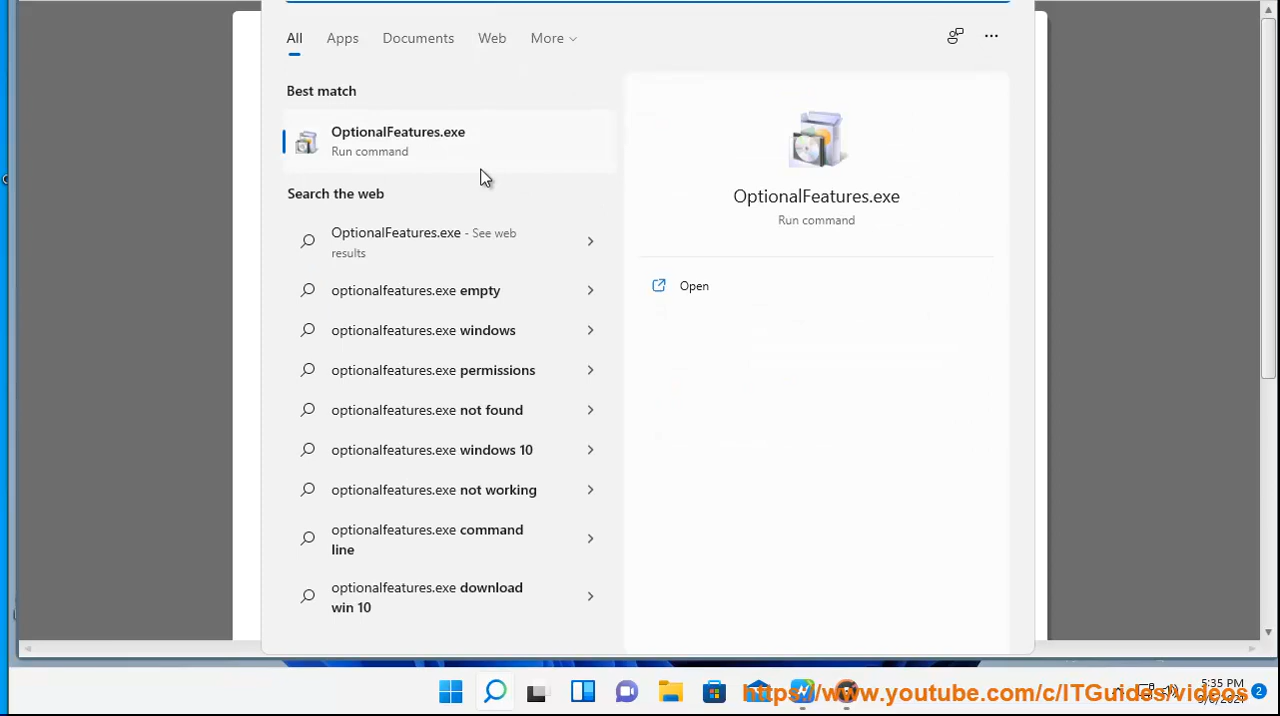 All Apps Documents Web More
Best match
OptionalFeatures.exe
Run command
Search the web
OptionalFeatures.exe - See web
results
optionalfeatures.exe empty
optionalfeatures.exe windows
optionalfeatures.exe permissions
optionalfeatures.exe not found
optionalfeatures.exe windows 10
optionalfeatures.exe not working
optionalfeatures.exe command
line
optionalfeatures.exe download
win 10
OptionalFeatures.exe
Run command
Open
https://www.youtube.com/c/ITGuides/videos
5:35 PM
2